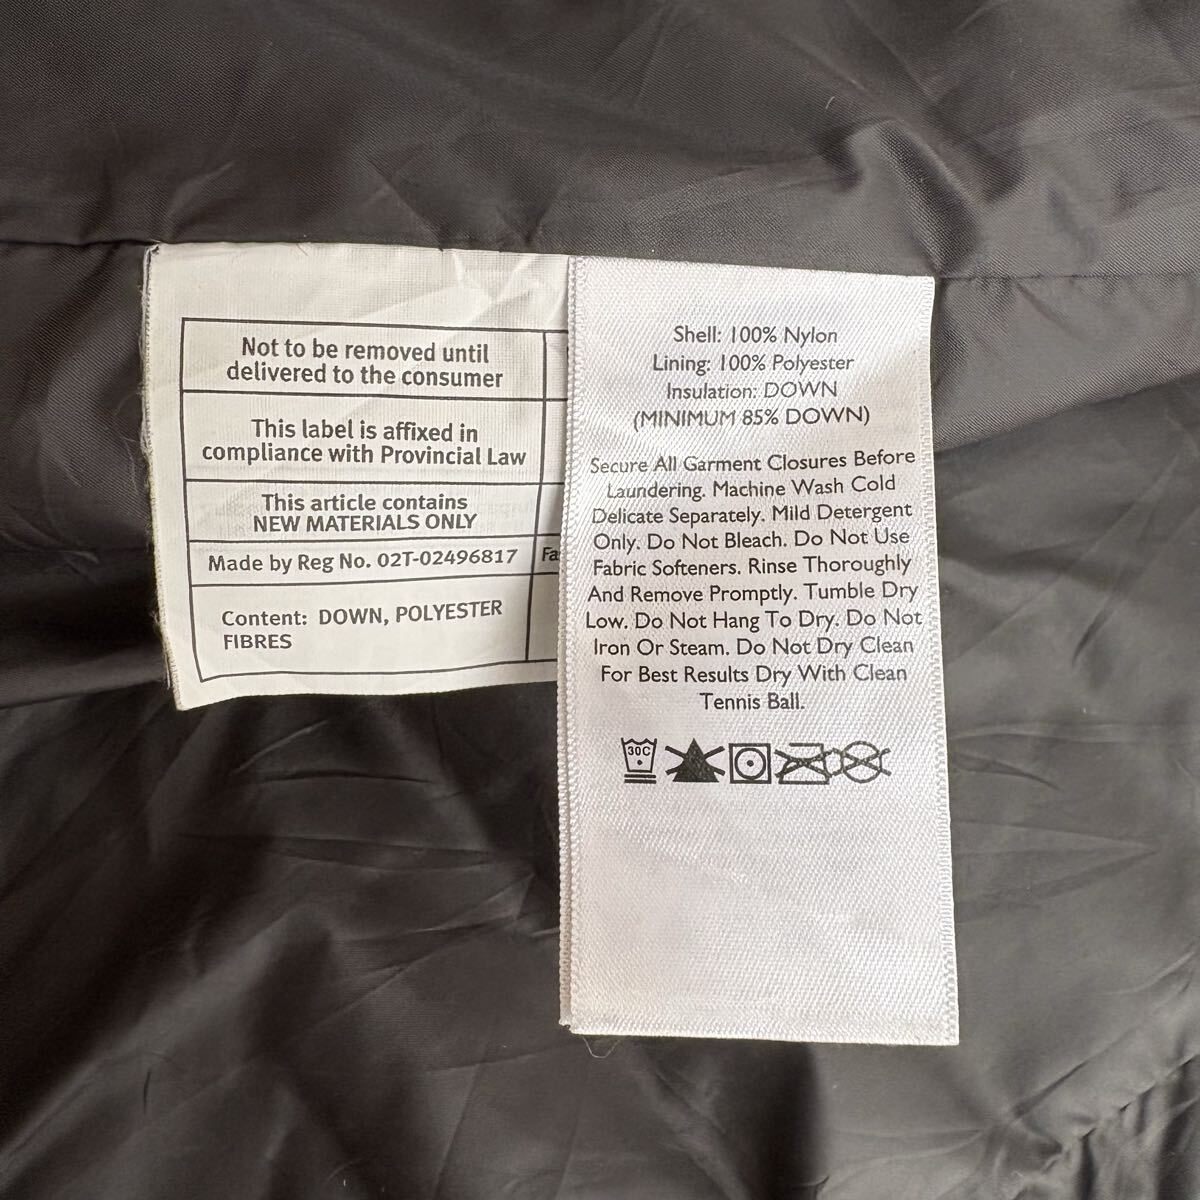 Not to be removed until
delivered to the consumer
This label is affixed in
compliance with Provincial Law
This article contains
NEW MATERIALS ONLY
Made by Reg No. 02T-02496817
Fa
Content: DOWN, POLYESTER
FIBRES
Shell: 100% Nylon
Lining: 100% Polyester
Insulation: DOWN
(MINIMUM 85% DOWN)
Secure All Garment Closures Before
Laundering. Machine Wash Cold
Delicate Separately. Mild Detergent
Only. Do Not Bleach. Do Not Use
Fabric Softeners. Rinse Thoroughly
And Remove Promptly. Tumble Dry
Low. Do Not Hang To Dry. Do Not
Iron Or Steam. Do Not Dry Clean
For Best Results Dry With Clean
Tennis Ball.
30C